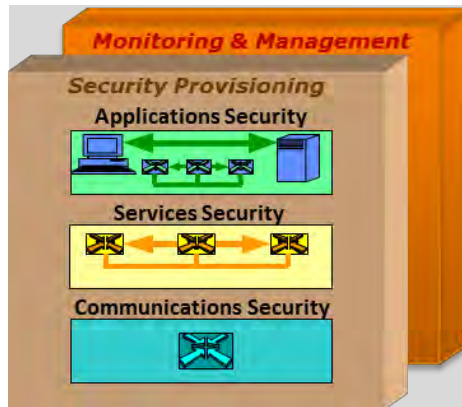 Monitoring & Management
Security Provisioning
Applications Security
Services Security
Communications Security